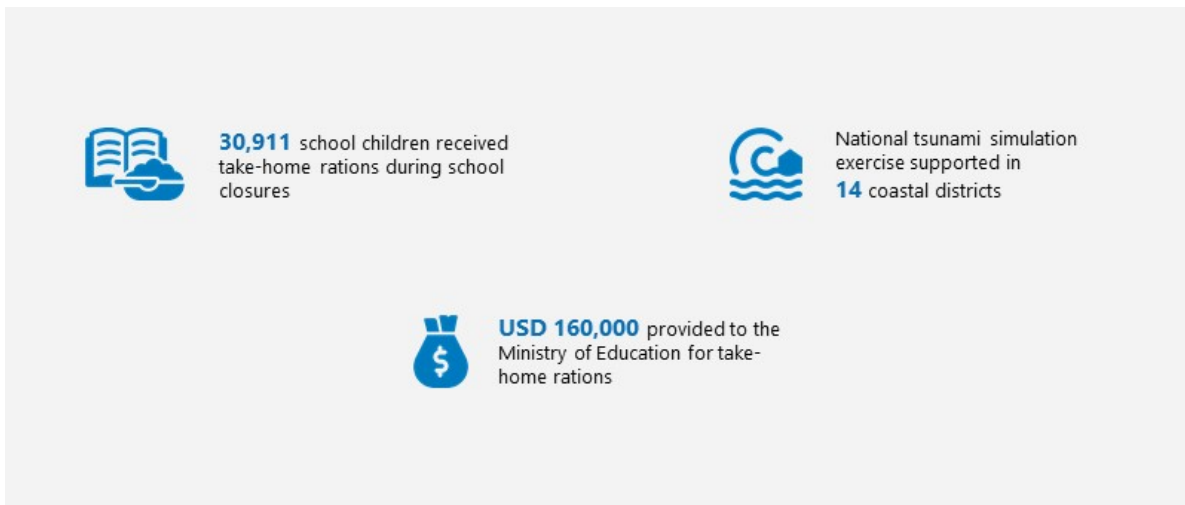 30,911 school children received
take-home rations during school
closures
National tsunami simulation
exercise supported in
14 coastal districts
USD 160,000 provided to the
Ministry of Education for take-
home rations